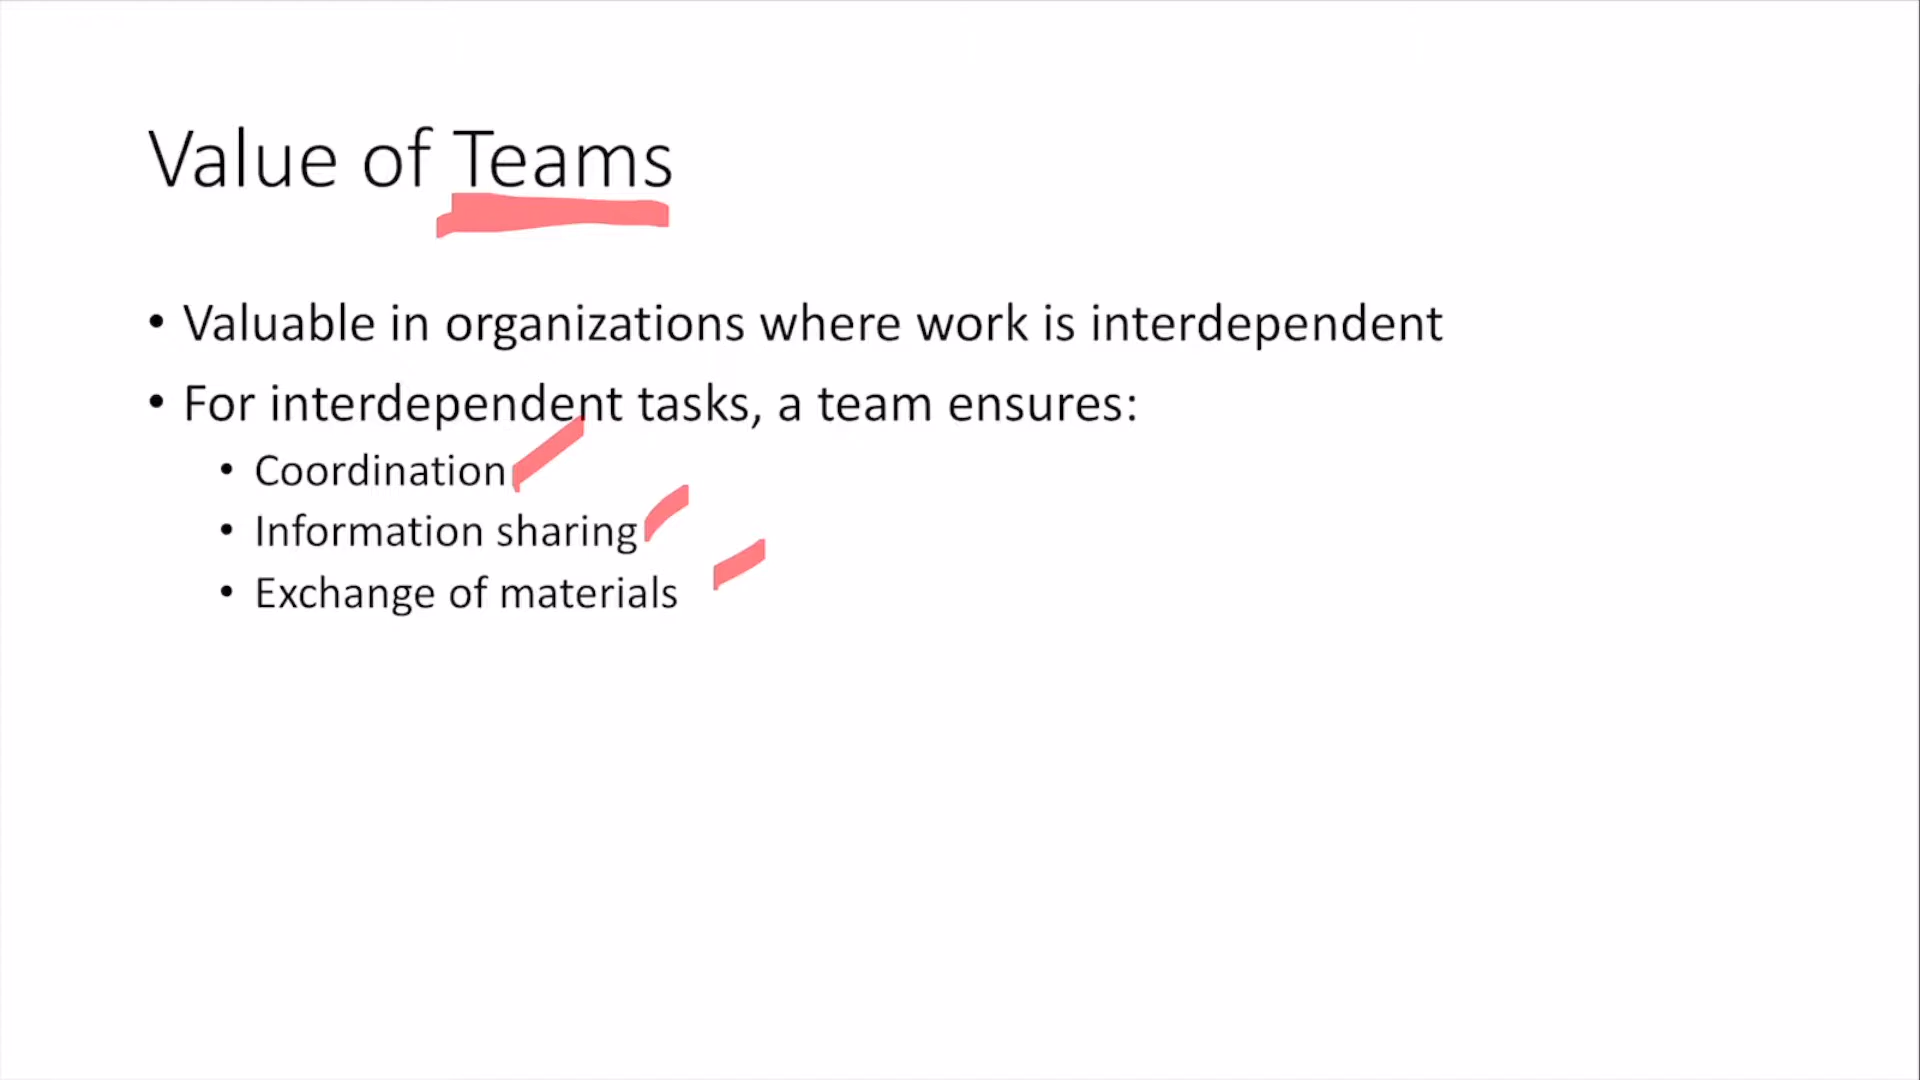 Value of Teams
• Valuable in organizations where work is interdependent
• For interdependent tasks, a team ensures:
• Coordination
• Information sharing
• Exchange of materials